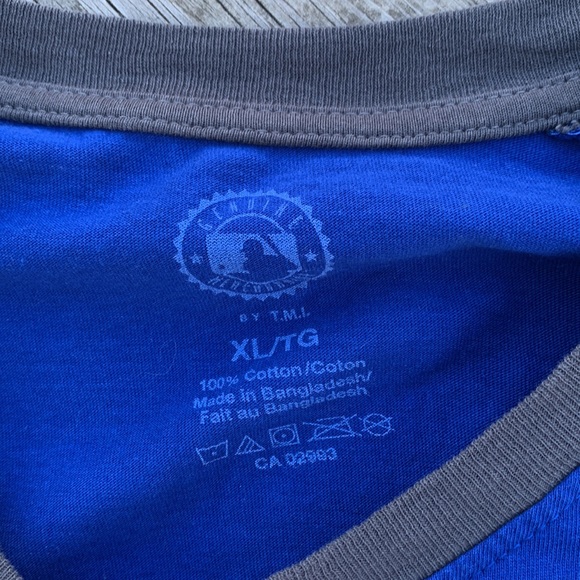 GENUINE
MERCHANDISE
BY T.M.I.
XL/TG
100% Cotton/Coton
Made in Bangladesh/
Fait au Bangladesh
CA 02993